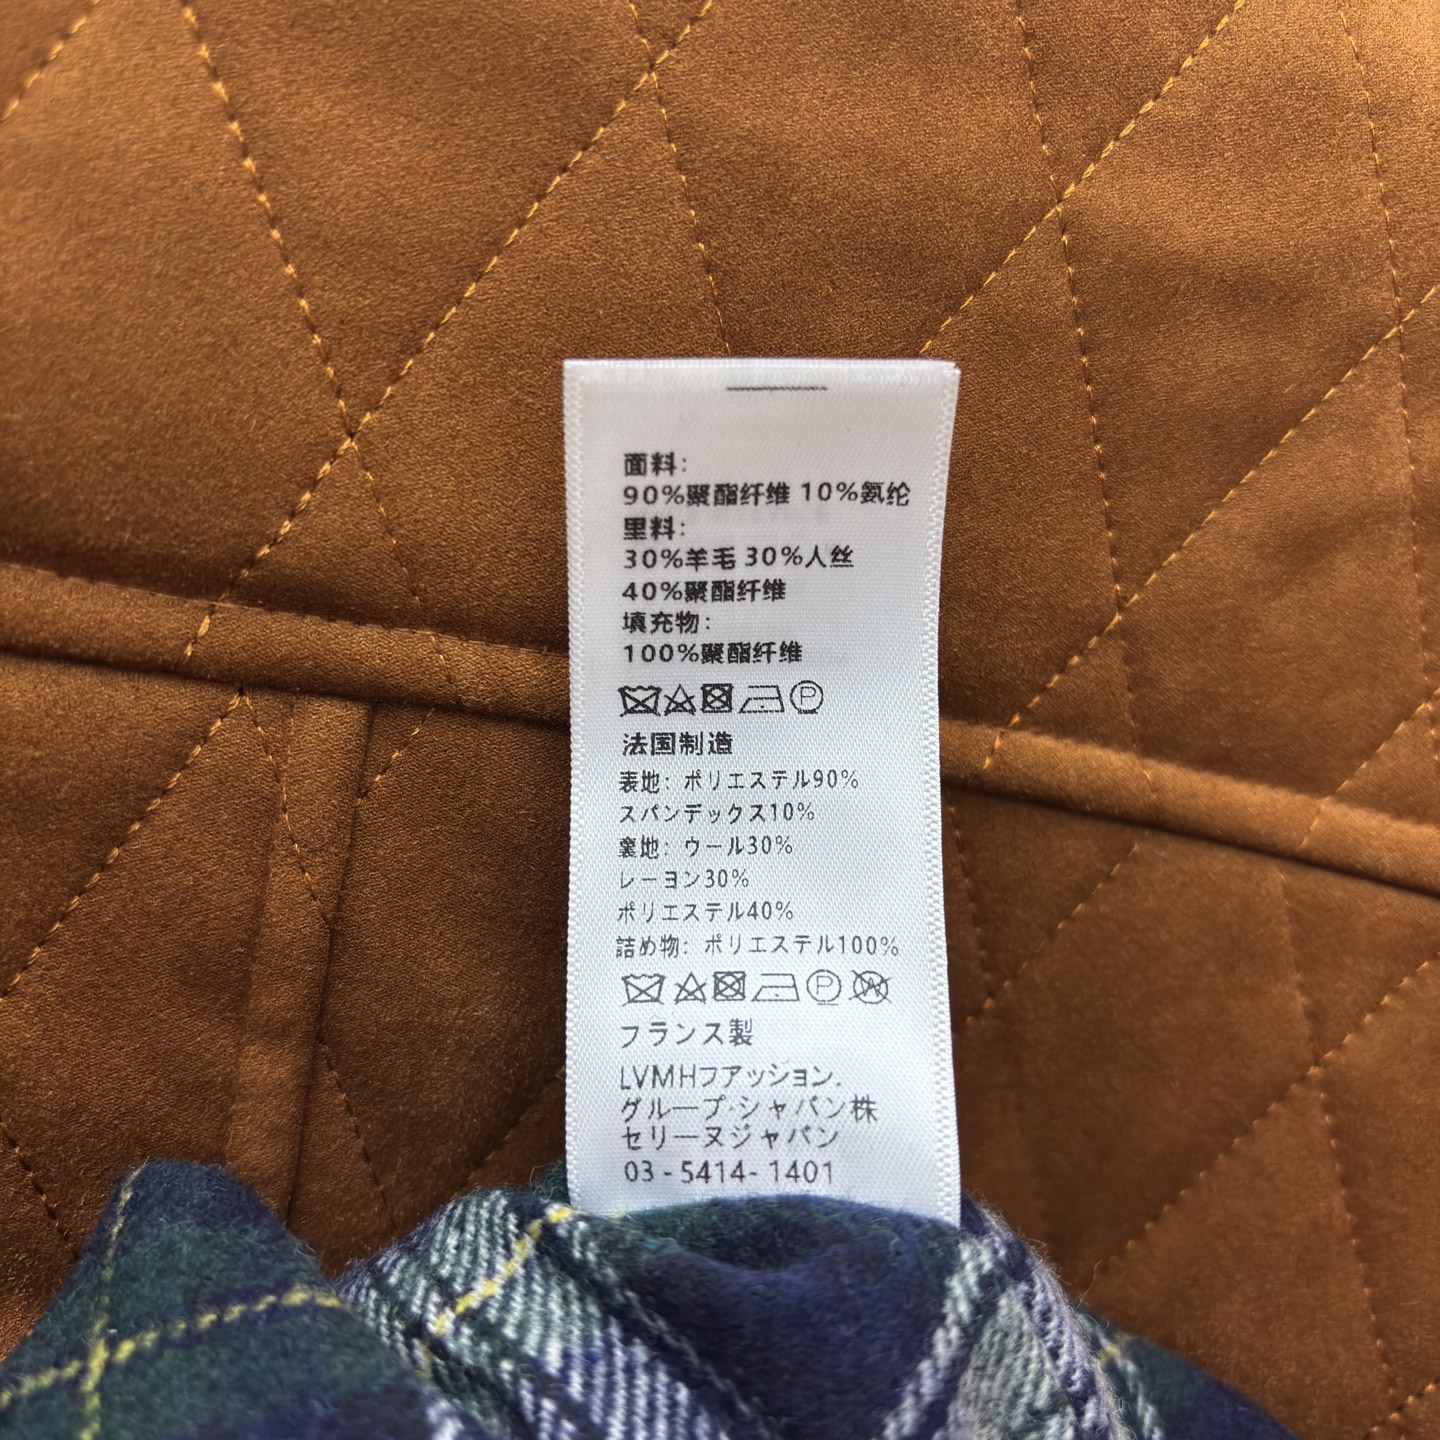 面料:
90%聚酯纤维 10%氨纶
里料:
30%羊毛 30%人丝
40%聚酯纤维
填充物:
100%聚酯纤维
P
法国制造
表地: ポリエステル90%
スパンデックス10%
裏地: ウール30%
レーヨン30%
ポリエステル40%
詰め物: ポリエステル100%
P W
フランス製
LVMHファッション.
グループ·ジャパン株
セリーヌジャパン
03-5414-1401